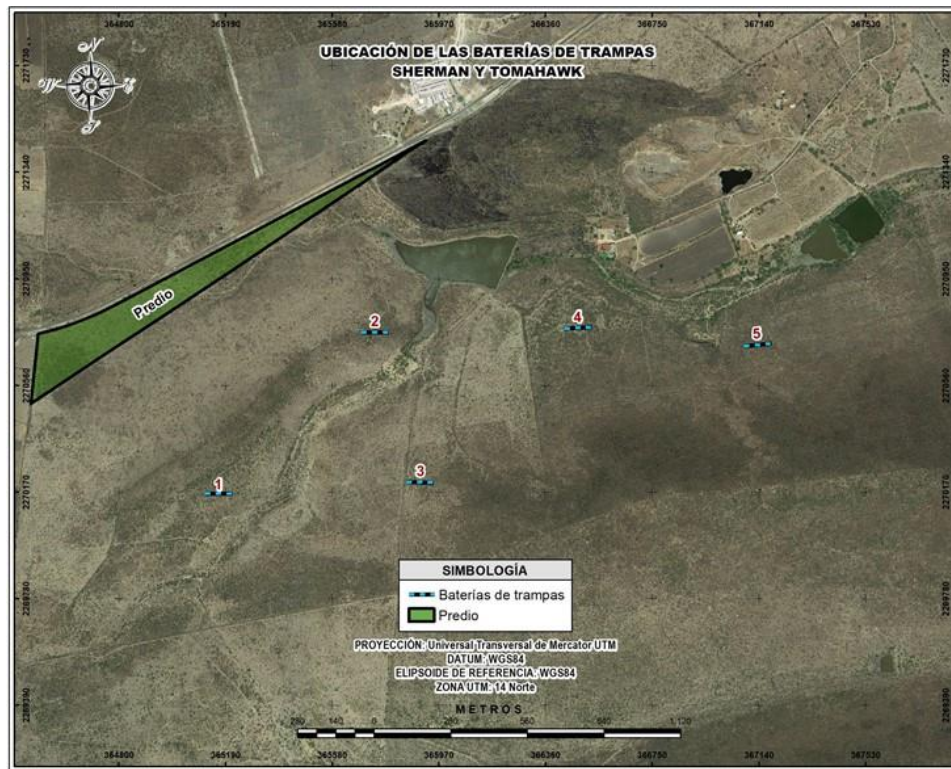 364800 365190 365580 365970 366360 366750 367140 367530
UBICACIÓN DE LAS BATERÍAS DE TRAMPAS
SHERMAN Y TOMAHAWK
N
W
E
S
2271730
2271730
2271340
2271340
2270950
Predio
2
4
5
2270560
1
3
2270170
2270170
SIMBOLOGÍA
Baterías de trampas
Predio
2269780
PROYECCIÓN: Universal Transversal de Mercator UTM
DATUM: WGS84
ELIPSOIDE DE REFERENCIA: WGS84
ZONA UTM: 14 Norte
2269390
METROS
280 140 0 280 560 840 1,120
364800 365190 365580 365970 366360 366750 367140 367530